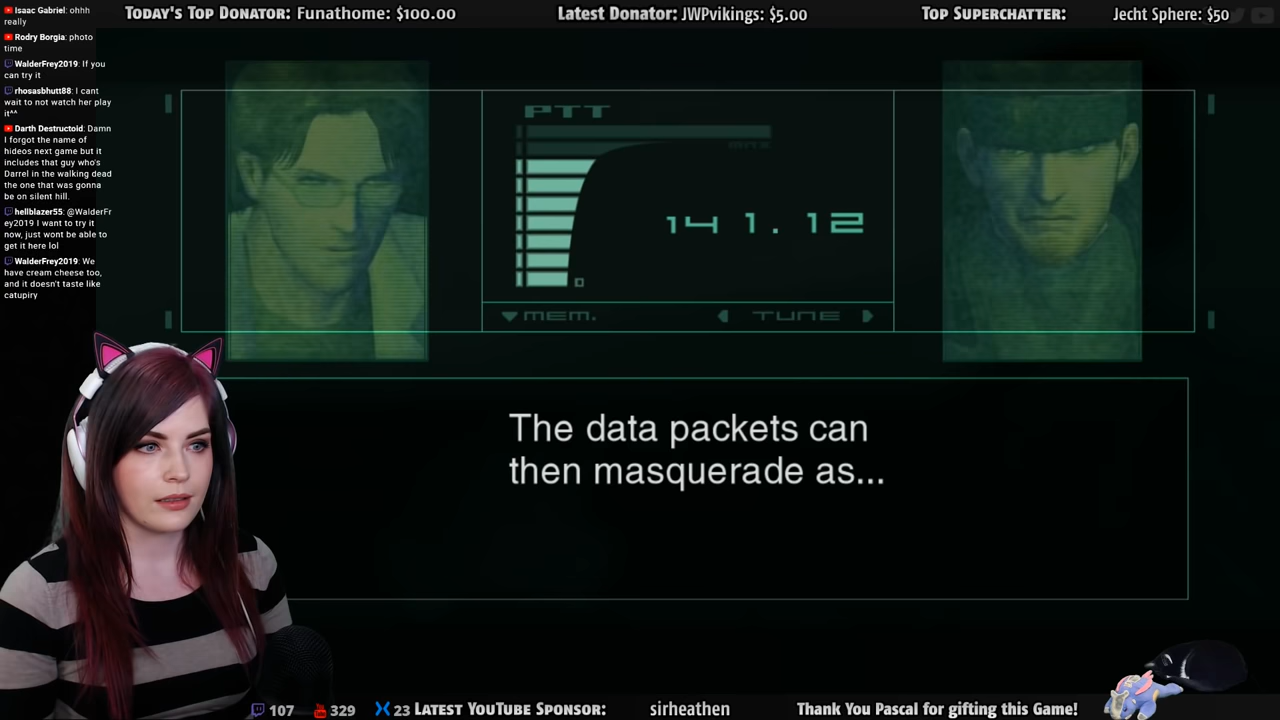 Today's Top Donator: Funathome: $100.00
Latest Donator: JWPvikings: $5.00
Top Superchatter: Jecht Sphere: $50
Isaac Gabriel: ohhh
really
Rodry Borgia: photo
time
WalderFrey2019: If you
can try it
rhosasbhutt88: I cant
wait to not watch her play
it^^
Darth Destructoid: Damn
I forgot the name of
hideos next game but it
includes that guy who's
Darrel in the walking dead
the one that was gonna
be on silent hill.
hellblazer55: @WalderFr
ey2019 I want to try it
now, just wont be able to
get it here lol
WalderFrey2019: We
have cream cheese too,
and it doesn't taste like
catupiry
PTT
max
141.12
MEM.
TUNE
The data packets can
then masquerade as...
107
329
23
Latest YouTube Sponsor: sirheathen
Thank You Pascal for gifting this Game!